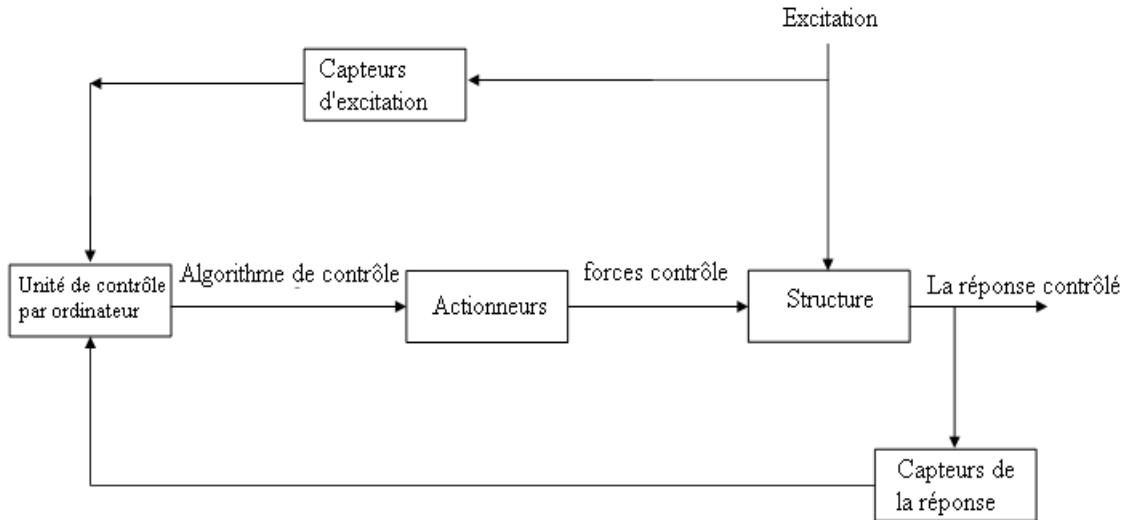 Excitation
Capteurs
d'excitation
Unité de contrôle
par ordinateur
Algorithme de contrôle
Actionneurs
forces contrôle
Structure
La réponse contrôlé
Capteurs de
la réponse